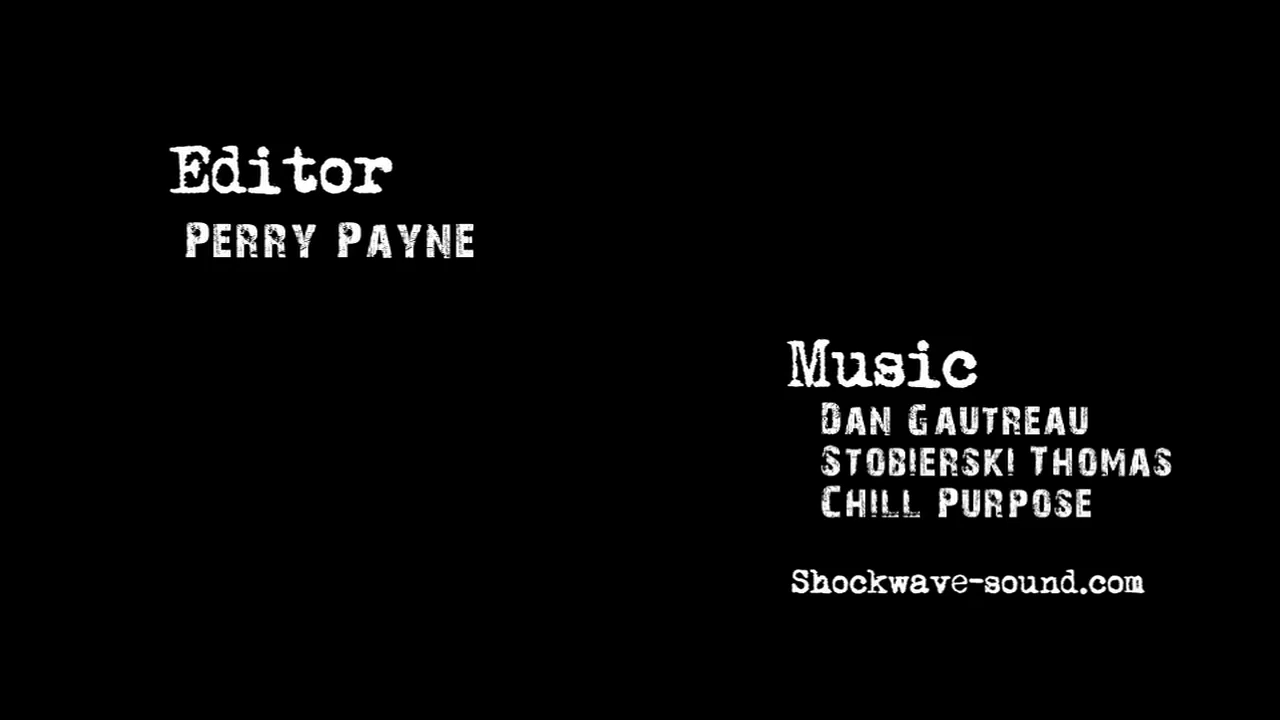 Editor
Perry Payne
Music
Dan Gautreau
Stobierski Thomas
Chill Purpose
Shockwave-sound.com